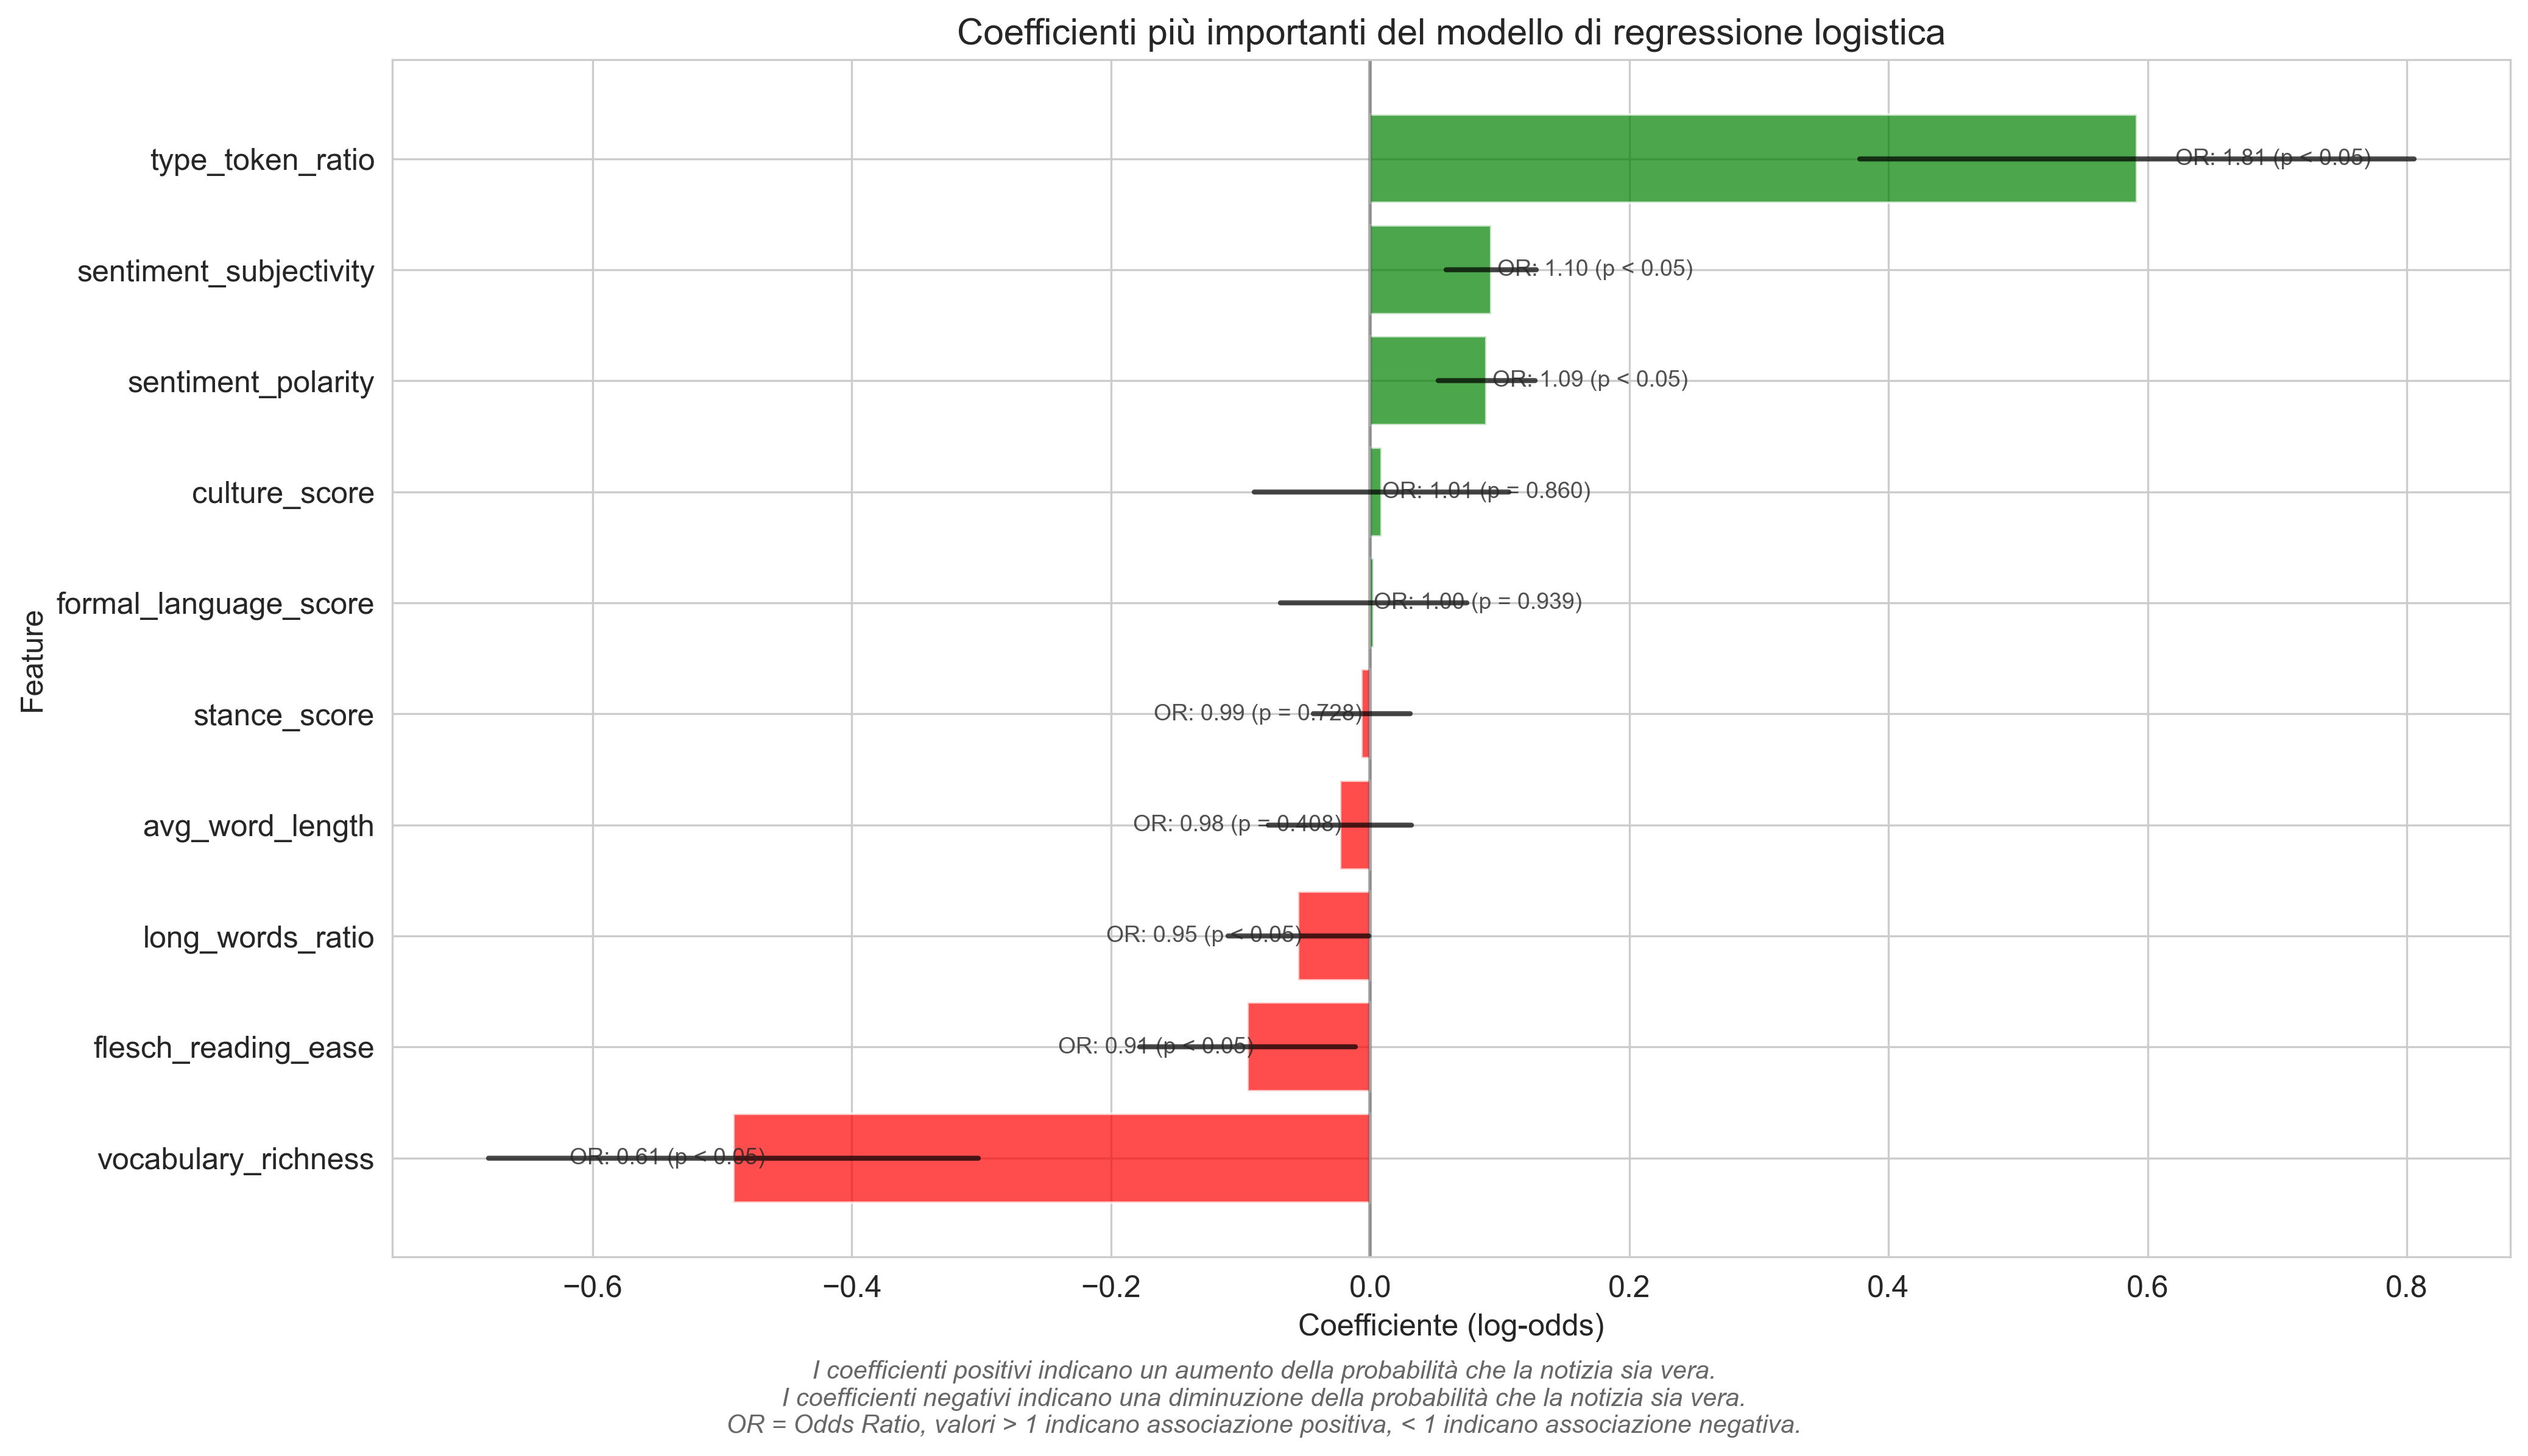 Coefficienti più importanti del modello di regressione logistica
Feature
type_token_ratio
OR: 1.81 (p < 0.05)
sentiment_subjectivity
OR: 1.10 (p < 0.05)
sentiment_polarity
OR: 1.09 (p < 0.05)
culture_score
OR: 1.01 (p = 0.860)
formal_language_score
OR: 1.00 (p = 0.939)
stance_score
OR: 0.99 (p = 0.728)
avg_word_length
OR: 0.98 (p = 0.408)
long_words_ratio
OR: 0.95 (p < 0.05)
flesch_reading_ease
OR: 0.91 (p < 0.05)
vocabulary_richness
OR: 0.61 (p < 0.05)
−0.6 −0.4 −0.2 0.0 0.2 0.4 0.6 0.8
Coefficiente (log-odds)
I coefficienti positivi indicano un aumento della probabilità che la notizia sia vera.
I coefficienti negativi indicano una diminuzione della probabilità che la notizia sia vera.
OR = Odds Ratio, valori > 1 indicano associazione positiva, < 1 indicano associazione negativa.